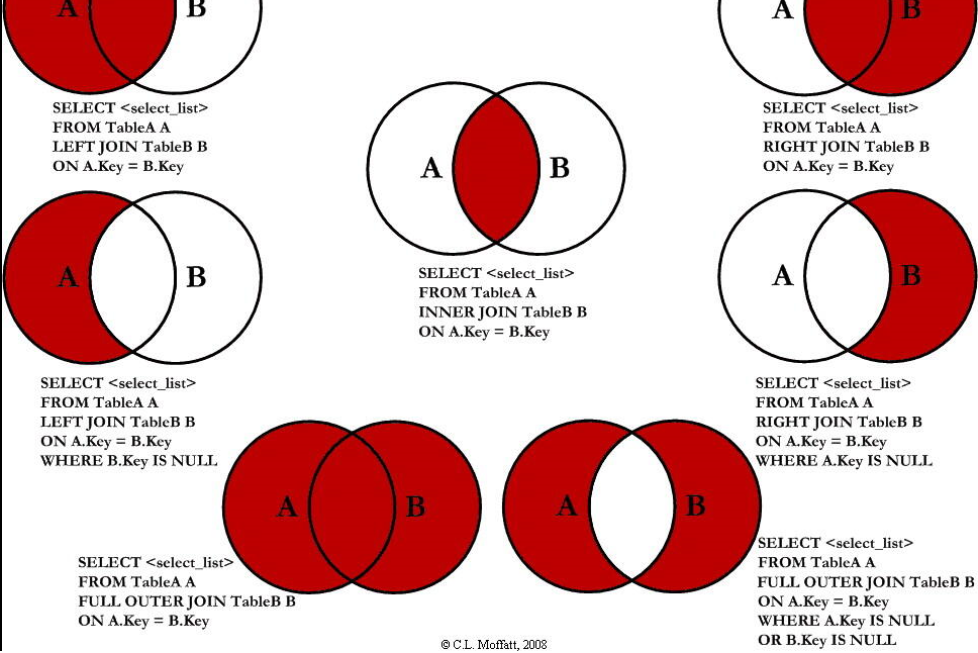 A B
SELECT <select_list>
FROM TableA A
LEFT JOIN TableB B
ON A.Key = B.Key
A B
SELECT <select_list>
FROM TableA A
RIGHT JOIN TableB B
ON A.Key = B.Key
A B
SELECT <select_list>
FROM TableA A
INNER JOIN TableB B
ON A.Key = B.Key
A B
SELECT <select_list>
FROM TableA A
LEFT JOIN TableB B
ON A.Key = B.Key
WHERE B.Key IS NULL
A B
SELECT <select_list>
FROM TableA A
RIGHT JOIN TableB B
ON A.Key = B.Key
WHERE A.Key IS NULL
A B
SELECT <select_list>
FROM TableA A
FULL OUTER JOIN TableB B
ON A.Key = B.Key
A B
SELECT <select_list>
FROM TableA A
FULL OUTER JOIN TableB B
ON A.Key = B.Key
WHERE A.Key IS NULL
OR B.Key IS NULL
© C.L. Moffatt, 2008